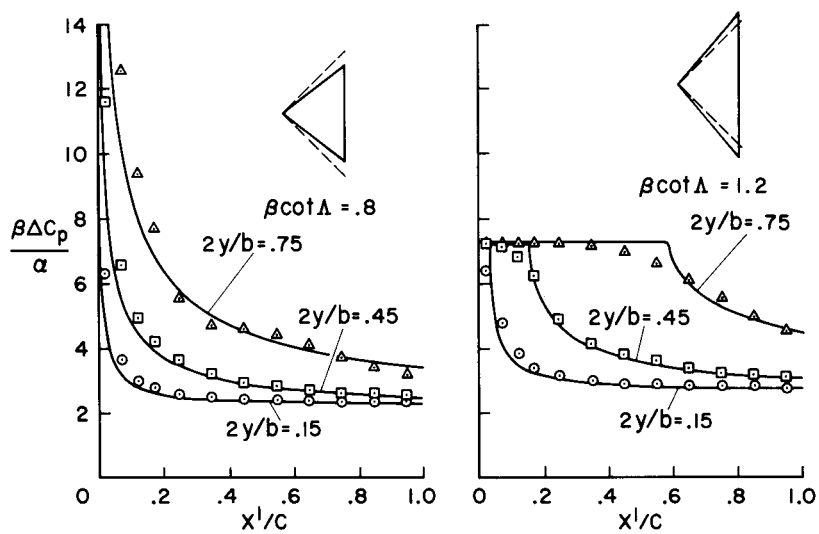 14
12
10
8
6
4
2
0
βΔCp
α
βcotΛ = .8
2y/b = .75
2y/b = .45
2y/b = .15
.2 .4 .6 .8 1.0
X'/C
βcotΛ = 1.2
2y/b = .75
2y/b = .45
2y/b = .15
0 .2 .4 .6 .8 1.0
X'/C